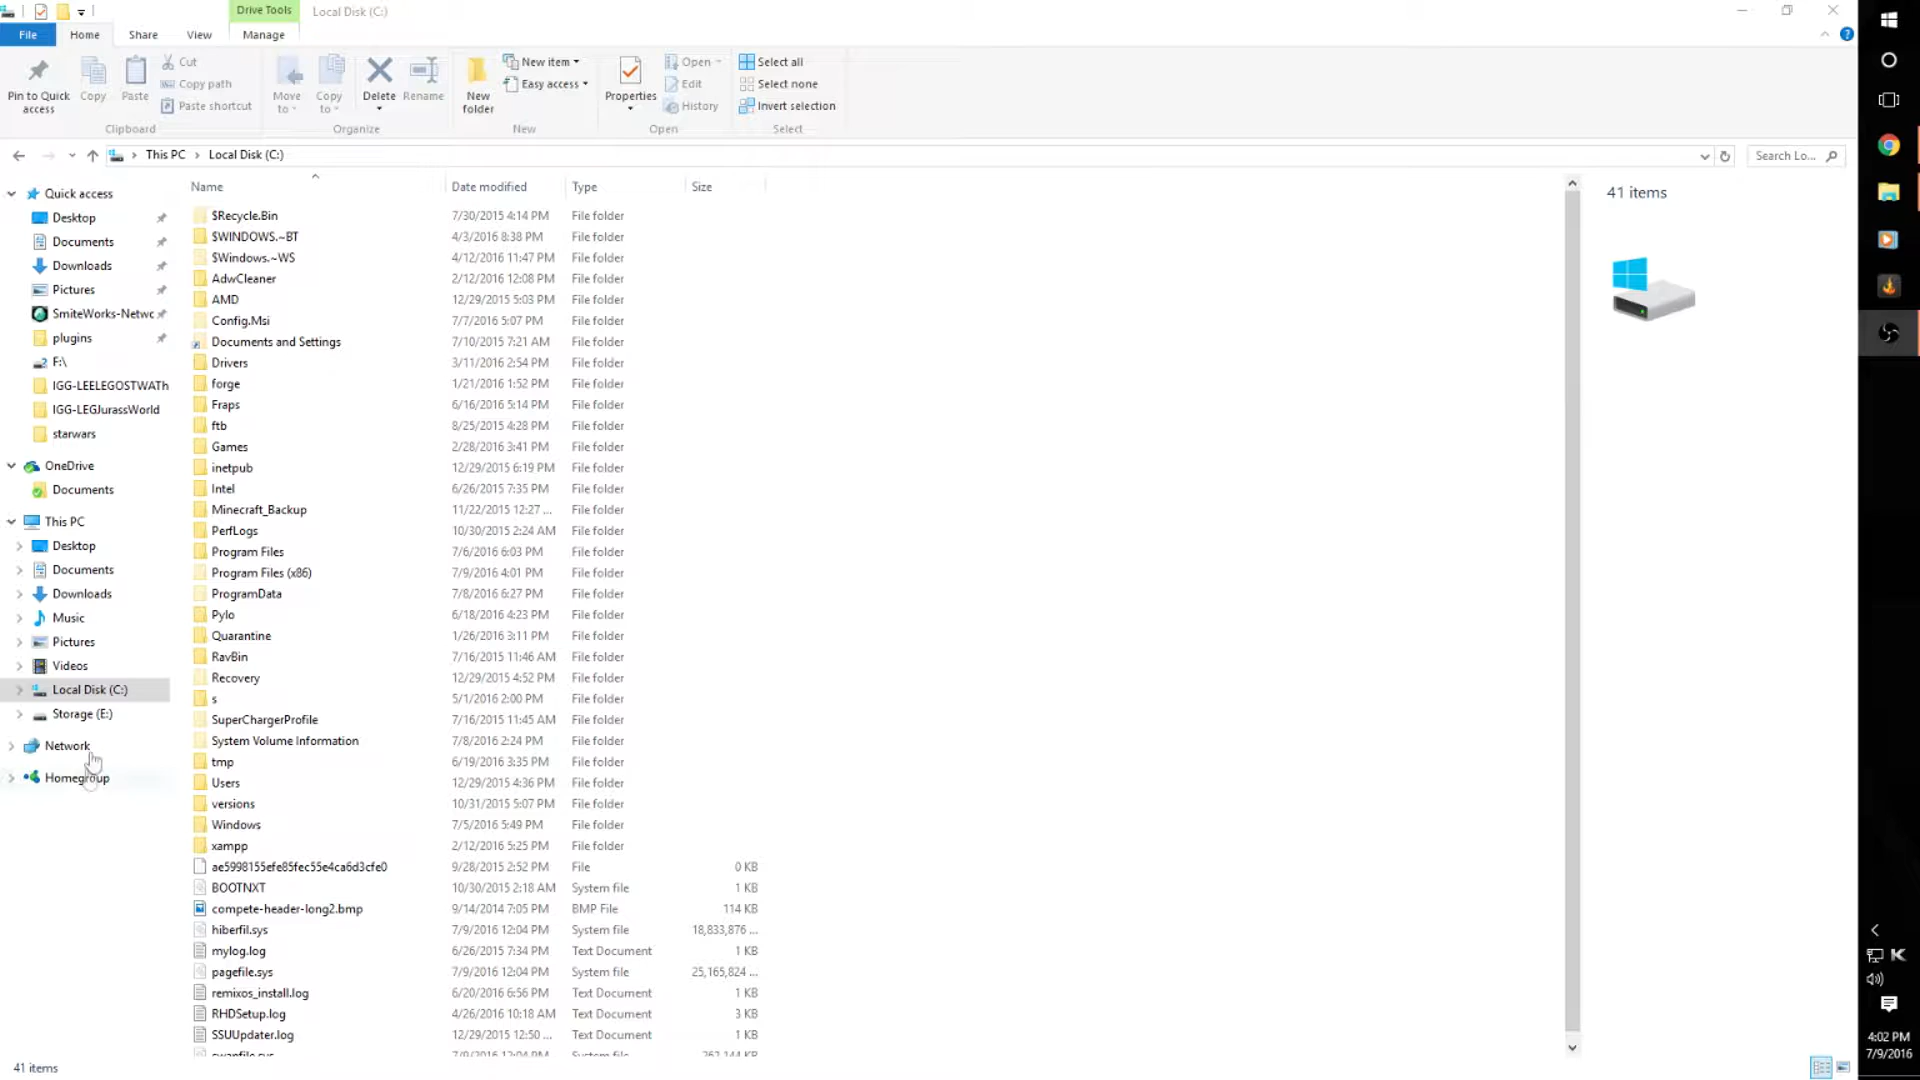 Drive Tools
Local Disk (C:)
File
Home
Share
View
Manage
Pin to Quick access
Copy
Paste
Cut
Copy path
Paste shortcut
Clipboard
Move to
Copy to
Delete
Rename
Organize
New folder
New item
Easy access
New
Properties
Open
Edit
History
Open
Select all
Select none
Invert selection
Select
This PC
Local Disk (C:)
Search Lo...
Quick access
Desktop
Documents
Downloads
Pictures
SmiteWorks-Netwc
plugins
F:\
IGG-LEELEGOSTWATh
IGG-LEGJurassWorld
starwars
OneDrive
Documents
This PC
Desktop
Documents
Downloads
Music
Pictures
Videos
Local Disk (C:)
Storage (E:)
Network
Homegroup
Name Date modified Type Size
$Recycle.Bin 7/30/2015 4:14 PM File folder
$WINDOWS.~BT 4/3/2016 8:38 PM File folder
$Windows.~WS 4/12/2016 11:47 PM File folder
AdwCleaner 2/12/2016 12:08 PM File folder
AMD 12/29/2015 5:03 PM File folder
Config.Msi 7/7/2016 5:07 PM File folder
Documents and Settings 7/10/2015 7:21 AM File folder
Drivers 3/11/2016 2:54 PM File folder
forge 1/21/2016 1:52 PM File folder
Fraps 6/16/2016 5:14 PM File folder
ftb 8/25/2015 4:28 PM File folder
Games 2/28/2016 3:41 PM File folder
inetpub 12/29/2015 6:19 PM File folder
Intel 6/26/2015 7:35 PM File folder
Minecraft_Backup 11/22/2015 12:27 ... File folder
PerfLogs 10/30/2015 2:24 AM File folder
Program Files 7/6/2016 6:03 PM File folder
Program Files (x86) 7/9/2016 4:01 PM File folder
ProgramData 7/8/2016 6:27 PM File folder
Pylo 6/18/2016 4:23 PM File folder
Quarantine 1/26/2016 3:11 PM File folder
RavBin 7/16/2015 11:46 AM File folder
Recovery 12/29/2015 4:52 PM File folder
s 5/1/2016 2:00 PM File folder
SuperChargerProfile 7/16/2015 11:45 AM File folder
System Volume Information 7/8/2016 2:24 PM File folder
tmp 6/19/2016 3:35 PM File folder
Users 12/29/2015 4:36 PM File folder
versions 10/31/2015 5:07 PM File folder
Windows 7/5/2016 5:49 PM File folder
xampp 2/12/2016 5:25 PM File folder
ae5998155efe85fec55e4ca6d3cfe0 9/28/2015 2:52 PM File 0 KB
BOOTNXT 10/30/2015 2:18 AM System file 1 KB
compete-header-long2.bmp 9/14/2014 7:05 PM BMP File 114 KB
hiberfil.sys 7/9/2016 12:04 PM System file 18,833,876 ...
mylog.log 6/26/2015 7:34 PM Text Document 1 KB
pagefile.sys 7/9/2016 12:04 PM System file 25,165,824 ...
remixos_install.log 6/20/2016 6:56 PM Text Document 1 KB
RHDSetup.log 4/26/2016 10:18 AM Text Document 3 KB
SSUUpdater.log 12/29/2015 12:50 ... Text Document 1 KB
swapfile.sys 7/9/2016 12:04 PM System file 262,144 KB
41 items
41 items
4:02 PM
7/9/2016